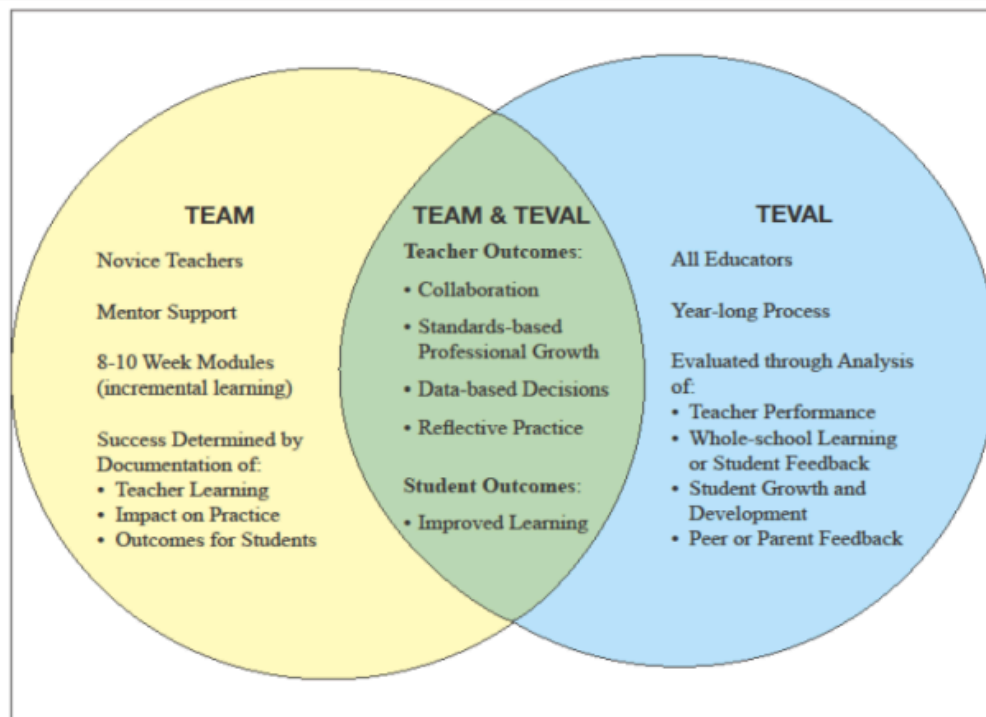 TEAM
Novice Teachers
Mentor Support
8-10 Week Modules
(incremental learning)
Success Determined by
Documentation of:
• Teacher Learning
• Impact on Practice
• Outcomes for Students
TEAM & TEVAL
Teacher Outcomes:
• Collaboration
• Standards-based
Professional Growth
• Data-based Decisions
• Reflective Practice
Student Outcomes:
• Improved Learning
TEVAL
All Educators
Year-long Process
Evaluated through Analysis
of:
• Teacher Performance
• Whole-school Learning
or Student Feedback
• Student Growth and
Development
• Peer or Parent Feedback